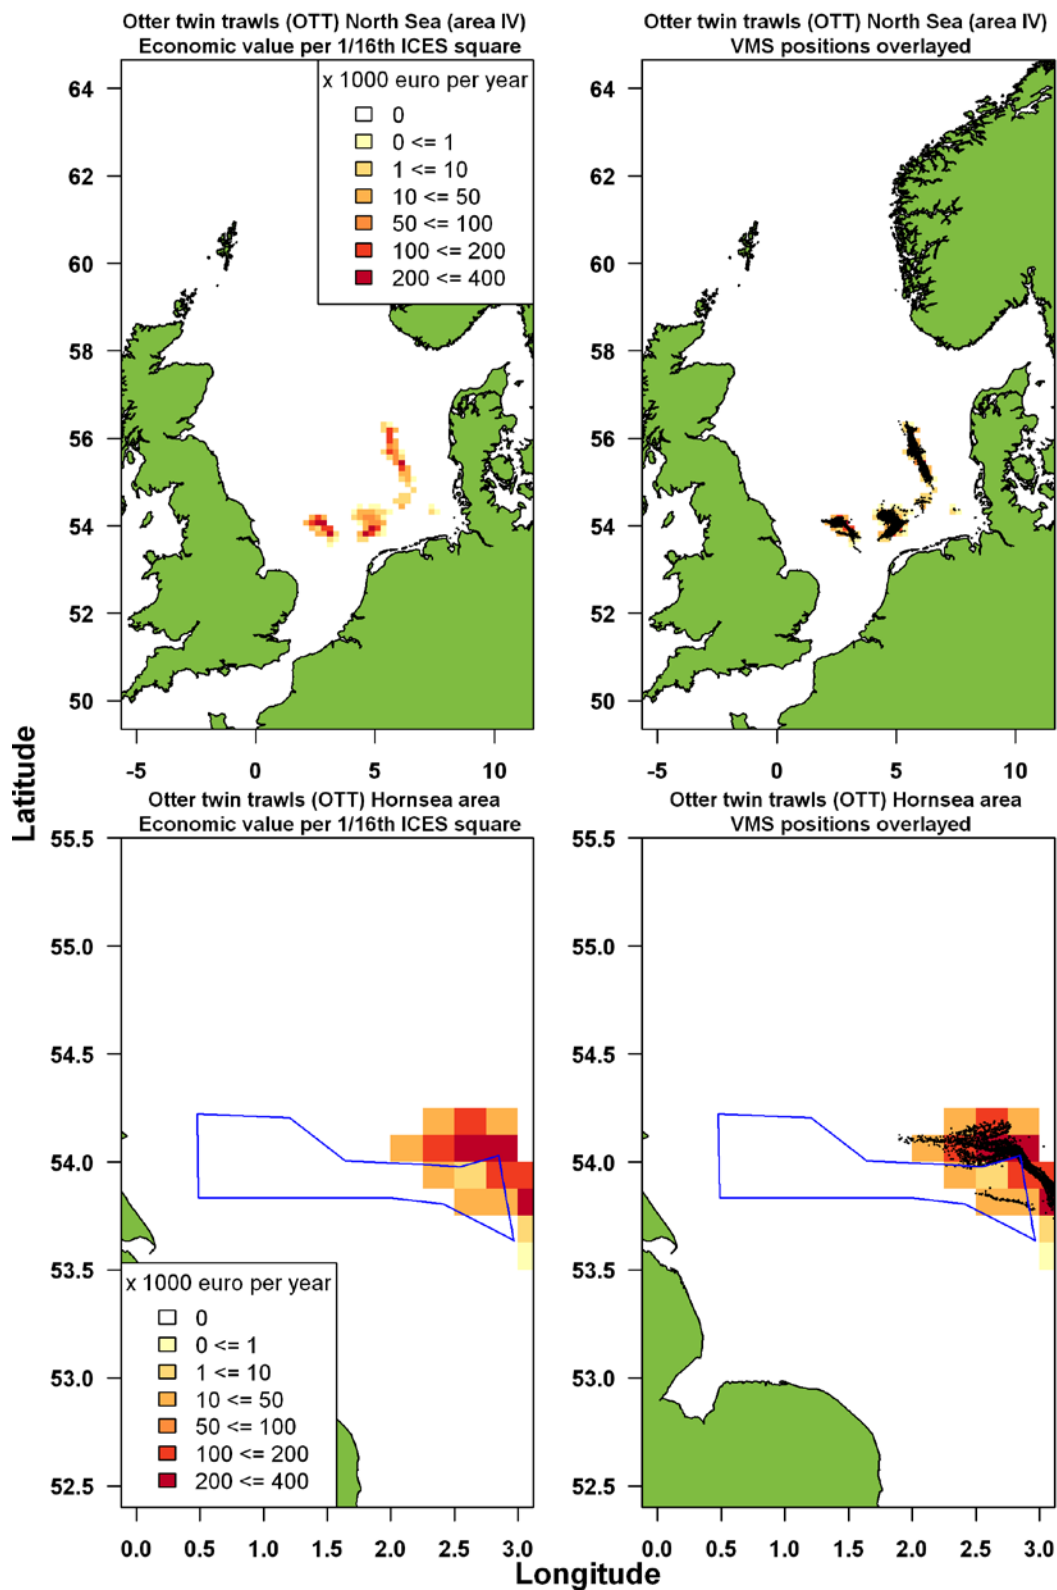 Otter twin trawls (OTT) North Sea (area IV)
Economic value per 1/16th ICES square
x 1000 euro per year
0
0 <= 1
1 <= 10
10 <= 50
50 <= 100
100 <= 200
200 <= 400
64
62
60
58
56
54
52
50
-5 0 5 10
Otter twin trawls (OTT) North Sea (area IV)
VMS positions overlayed
64
62
60
58
56
54
52
50
-5 0 5 10
Latitude
Otter twin trawls (OTT) Hornsea area
Economic value per 1/16th ICES square
55.5
55.0
54.5
54.0
53.5
53.0
52.5
x 1000 euro per year
0
0 <= 1
1 <= 10
10 <= 50
50 <= 100
100 <= 200
200 <= 400
0.0 0.5 1.0 1.5 2.0 2.5 3.0
Otter twin trawls (OTT) Hornsea area
VMS positions overlayed
55.5
55.0
54.5
54.0
53.5
53.0
52.5
0.0 0.5 1.0 1.5 2.0 2.5 3.0
Longitude